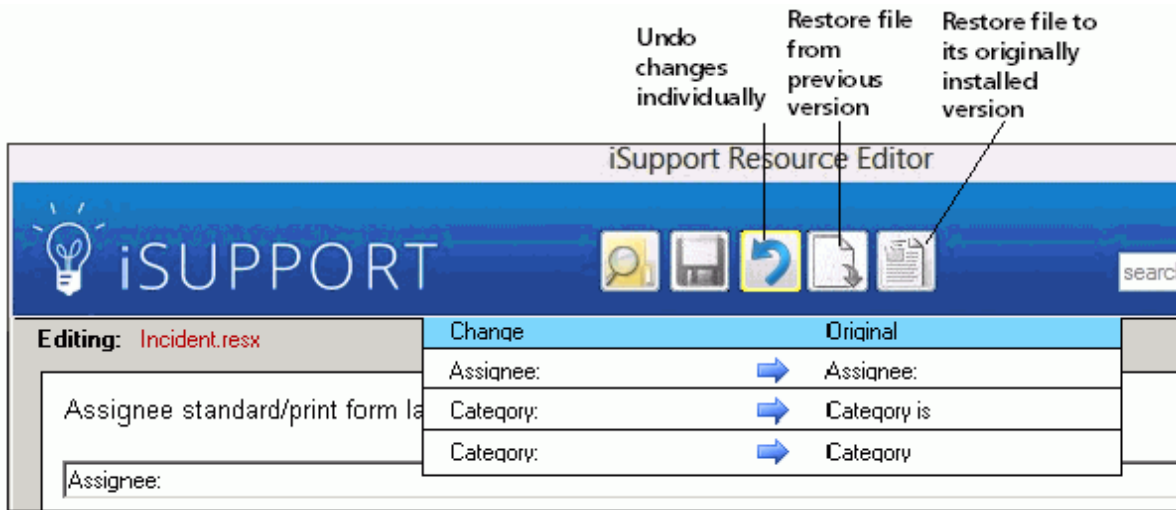 Undo
changes
individually
Restore file
from
previous
version
Restore file to
its originally
installed
version
iSupport Resource Editor
iSUPPORT
searc
Editing: Incident.resx
Change Original
Assignee: Assignee:
Category: Category is
Category: Category
Assignee standard/print form la
Assignee: